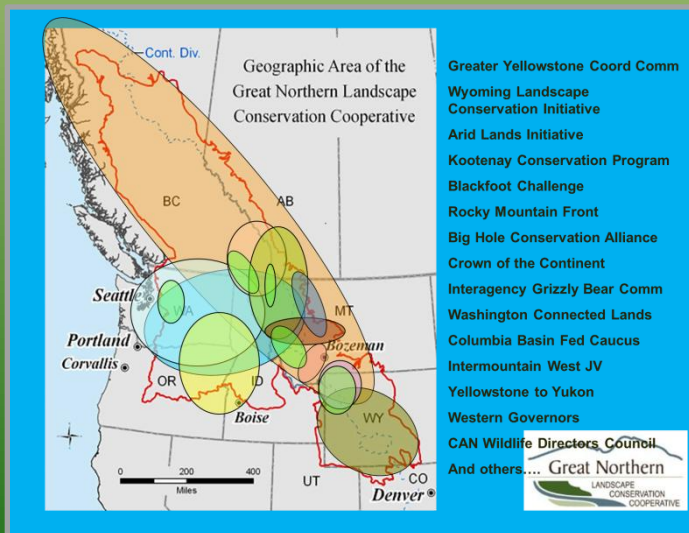 Cont. Div.
Geographic Area of the
Great Northern Landscape
Conservation Cooperative
BC
AB
Seattle
WA
MT
Portland
Bozeman
Corvallis
OR
ID
Boise
WY
0 200 400
Miles
UT
CO
Denver
Greater Yellowstone Coord Comm
Wyoming Landscape
Conservation Initiative
Arid Lands Initiative
Kootenay Conservation Program
Blackfoot Challenge
Rocky Mountain Front
Big Hole Conservation Alliance
Crown of the Continent
Interagency Grizzly Bear Comm
Washington Connected Lands
Columbia Basin Fed Caucus
Intermountain West JV
Yellowstone to Yukon
Western Governors
CAN Wildlife Directors Council
And others....
Great Northern
LANDSCAPE
CONSERVATION
COOPERATIVE